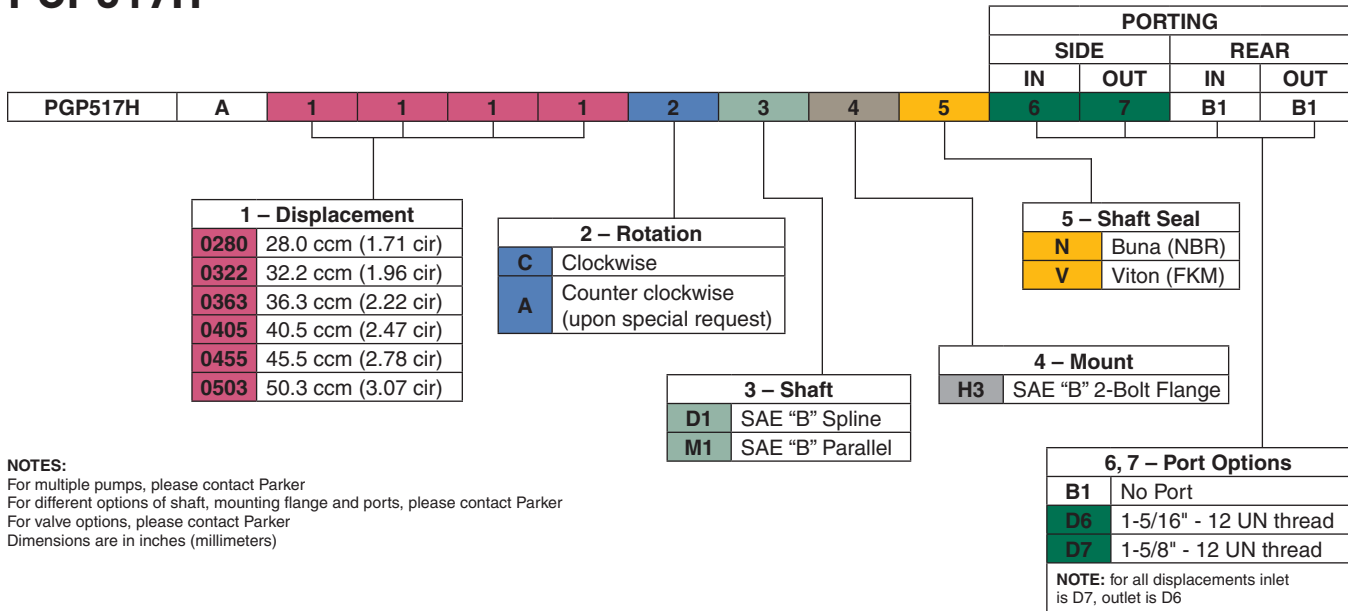 PGP517H
PORTING
SIDE REAR
IN OUT IN OUT
PGP517H A 1 1 1 1 2 3 4 5 6 7 B1 B1
1 – Displacement
0280 28.0 ccm (1.71 cir)
0322 32.2 ccm (1.96 cir)
0363 36.3 ccm (2.22 cir)
0405 40.5 ccm (2.47 cir)
0455 45.5 ccm (2.78 cir)
0503 50.3 ccm (3.07 cir)
2 – Rotation
C Clockwise
A Counter clockwise
(upon special request)
3 – Shaft
D1 SAE “B” Spline
M1 SAE “B” Parallel
4 – Mount
H3 SAE “B” 2-Bolt Flange
5 – Shaft Seal
N Buna (NBR)
V Viton (FKM)
6, 7 – Port Options
B1 No Port
D6 1-5/16" - 12 UN thread
D7 1-5/8" - 12 UN thread
NOTE: for all displacements inlet
is D7, outlet is D6
NOTES:
For multiple pumps, please contact Parker
For different options of shaft, mounting flange and ports, please contact Parker
For valve options, please contact Parker
Dimensions are in inches (millimeters)